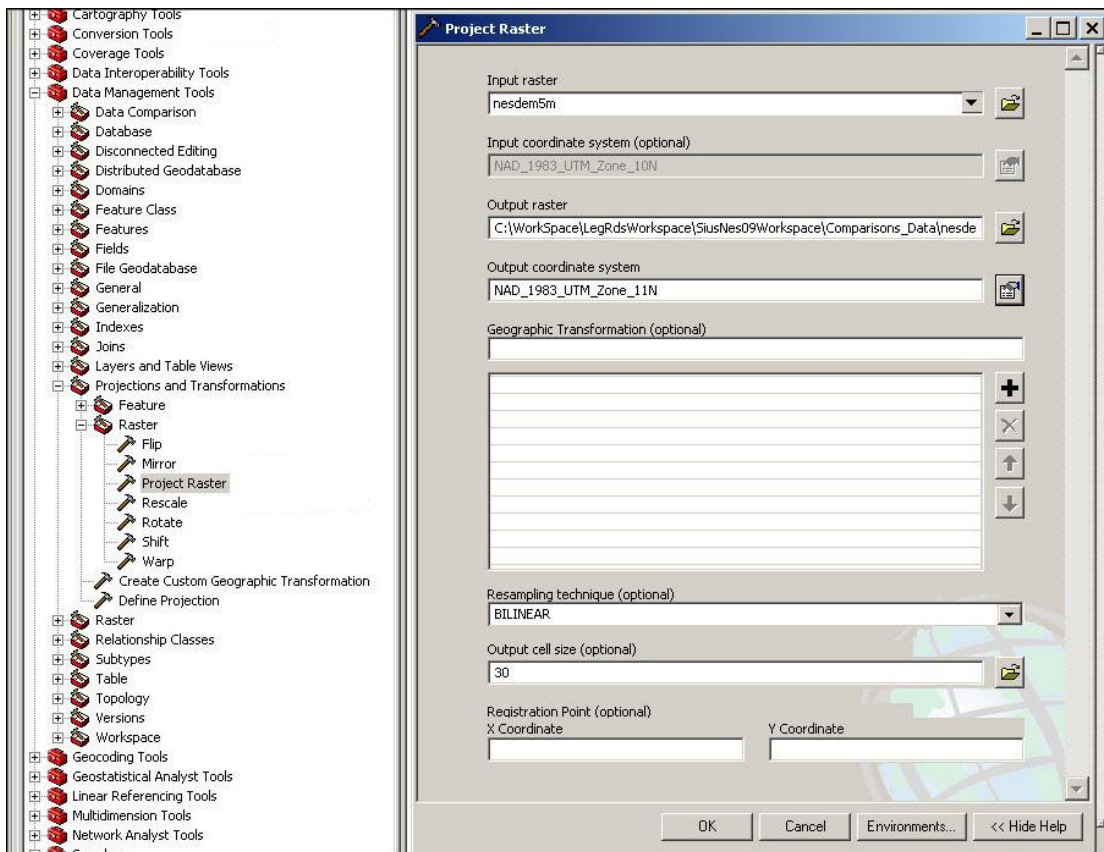 Cartography Tools
Conversion Tools
Coverage Tools
Data Interoperability Tools
Data Management Tools
Data Comparison
Database
Disconnected Editing
Distributed Geodatabase
Domains
Feature Class
Features
Fields
File Geodatabase
General
Generalization
Indexes
Joins
Layers and Table Views
Projections and Transformations
Feature
Raster
Flip
Mirror
Project Raster
Rescale
Rotate
Shift
Warp
Create Custom Geographic Transformation
Define Projection
Raster
Relationship Classes
Subtypes
Table
Topology
Versions
Workspace
Geocoding Tools
Geostatistical Analyst Tools
Linear Referencing Tools
Multidimension Tools
Network Analyst Tools
Project Raster
Input raster
nesdem5m
Input coordinate system (optional)
NAD_1983_UTM_Zone_10N
Output raster
C:\WorkSpace\LegRdsWorkspace\SiusNes09Workspace\Comparisons_Data\nesde
Output coordinate system
NAD_1983_UTM_Zone_11N
Geographic Transformation (optional)
Resampling technique (optional)
BILINEAR
Output cell size (optional)
30
Registration Point (optional)
X Coordinate Y Coordinate
OK Cancel Environments... << Hide Help